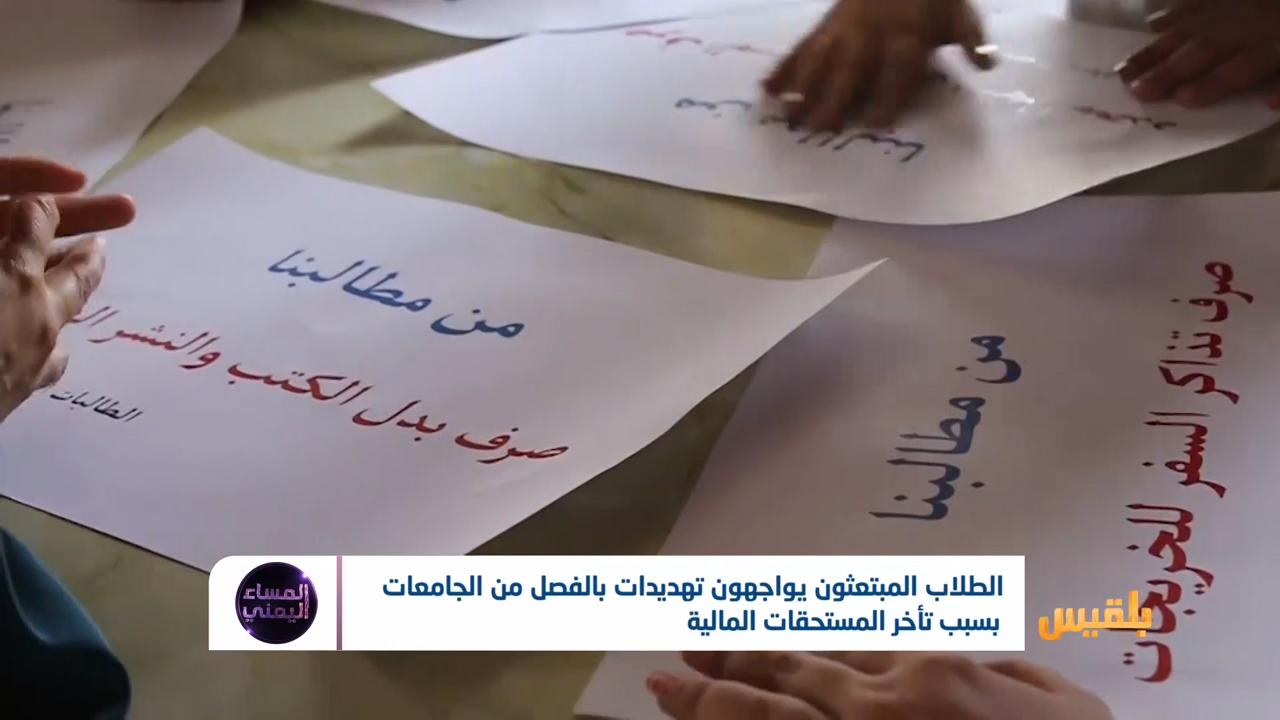 من مطالبنا
صرف بدل الكتب والنشر
الطالبات
من مطالبنا
صرف تذاكر السفر للخريجات
مطالبنا
الطلاب المبتعثون يواجهون تهديدات بالفصل من الجامعات
بسبب تأخر المستحقات المالية
المساء
اليمني
بلقيس